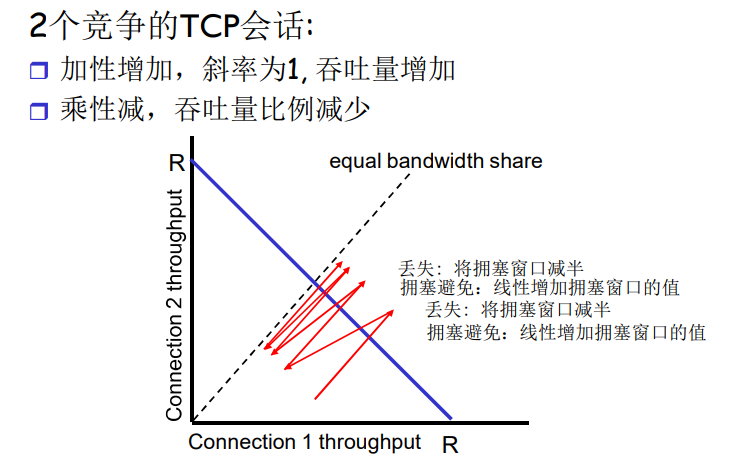 2个竞争的TCP会话:
加性增加，斜率为1, 吞吐量增加
乘性减，吞吐量比例减少
R
equal bandwidth share
Connection 2 throughput
丢失: 将拥塞窗口减半
拥塞避免：线性增加拥塞窗口的值
丢失: 将拥塞窗口减半
拥塞避免：线性增加拥塞窗口的值
Connection 1 throughput
R